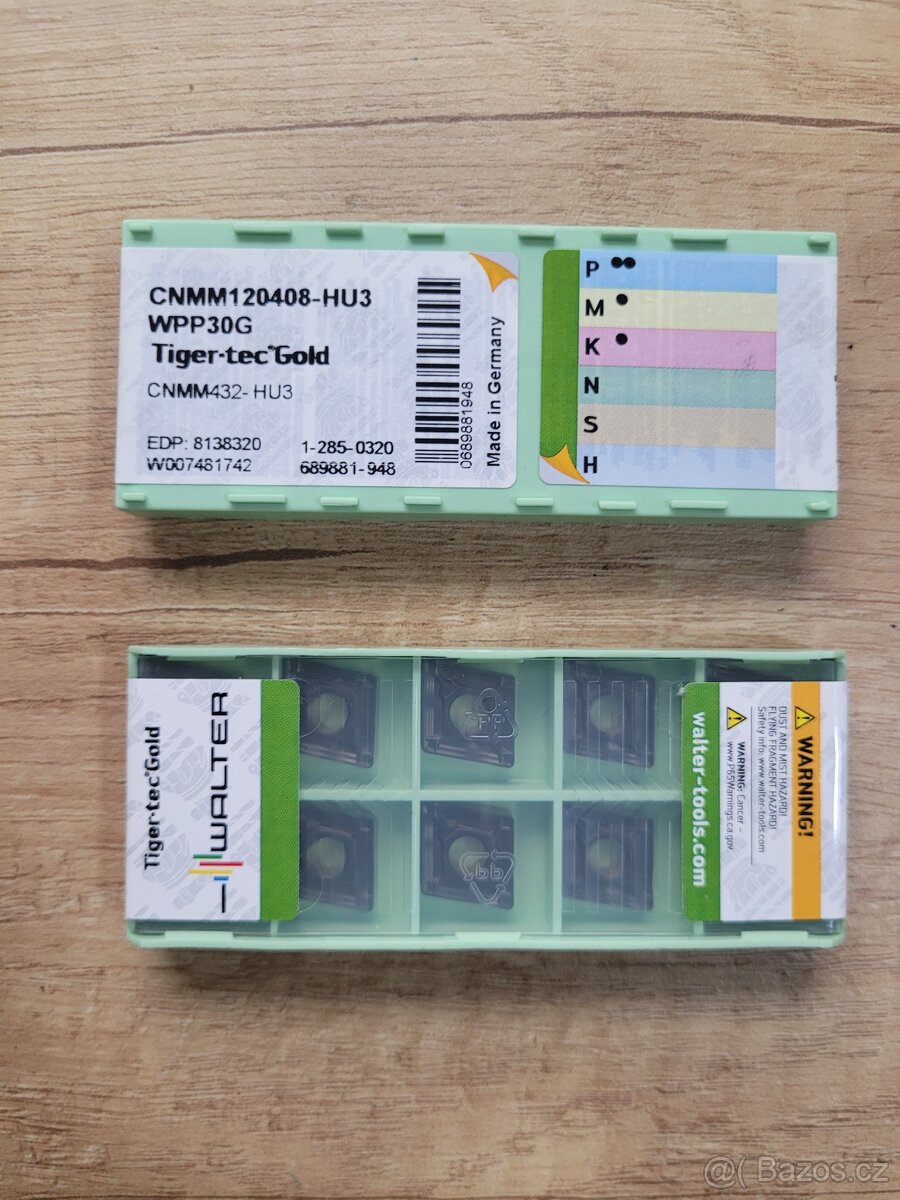 CNMM120408-HU3
WPP30G
Tiger·tec®Gold
CNMM432- HU3
EDP: 8138320
W007481742
1-285-0320
689881-948
0689881948
Made in Germany
P
M
K
N
S
H
Tiger·tec®Gold
WALTER
PP
walter-tools.com
WARNING!
DUST AND MIST HAZARD!
FLYING FRAGMENT HAZARD!
Safety info: www.walter-tools.com
WARNING: Cancer –
www.P65Warnings.ca.gov.
@( Bazos.cz